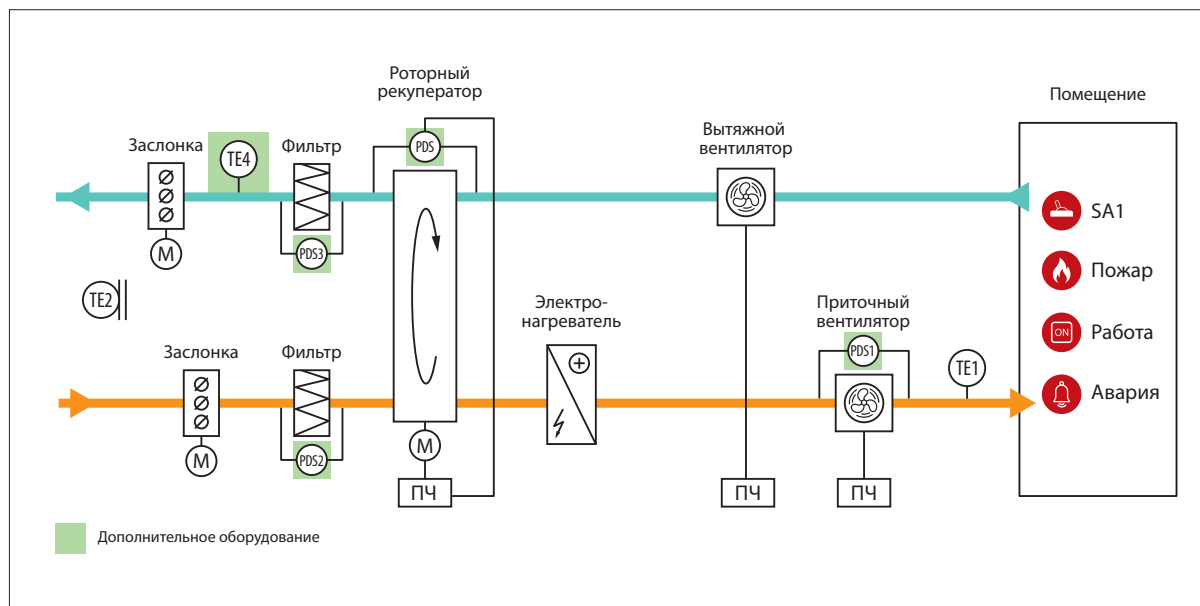 Роторный
рекуператор
Помещение
Заслонка
TE4
Фильтр
PDS
Вытяжной
вентилятор
M
PDS3
SA1
Пожар
TE2
Электро-
нагреватель
Приточный
вентилятор
ON
Работа
Заслонка
Фильтр
PDS1
TE1
Авария
M
PDS2
M
ПЧ
ПЧ
ПЧ
Дополнительное оборудование